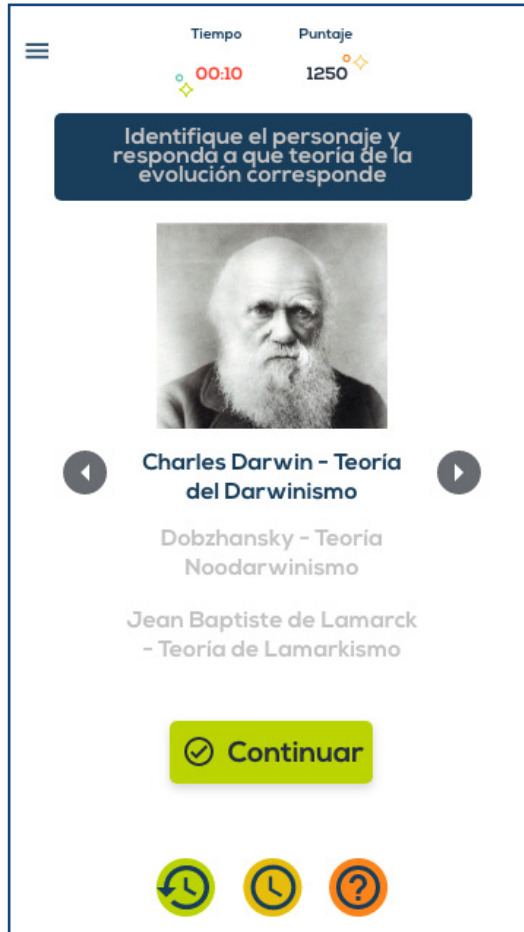 Tiempo
Puntaje
00:10
1250
Identifique el personaje y
responda a que teoría de la
evolución corresponde
Charles Darwin - Teoría
del Darwinismo
Dobzhansky - Teoría
Noodarwinismo
Jean Baptiste de Lamarck
- Teoría de Lamarkismo
Continuar
?